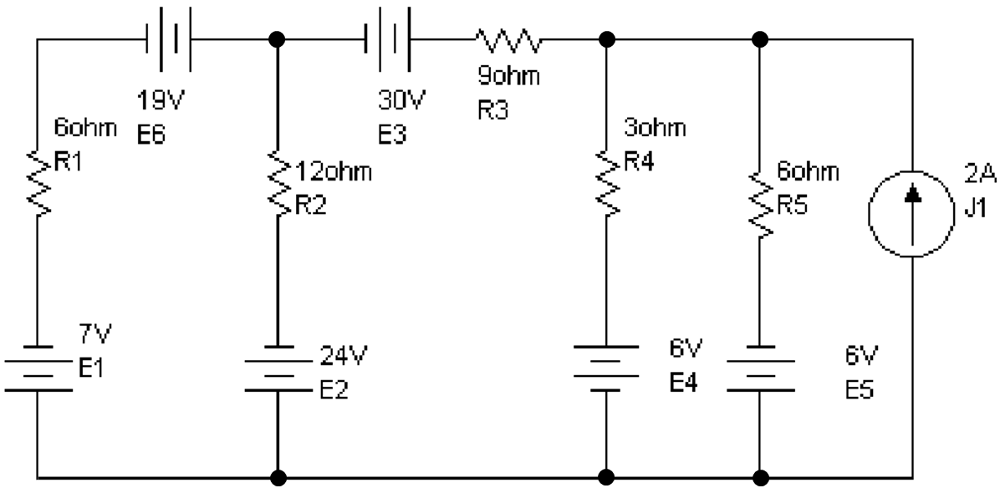 19V
E6
30V
E3
9ohm
R3
6ohm
R1
12ohm
R2
3ohm
R4
6ohm
R5
2A
J1
7V
E1
24V
E2
6V
E4
6V
E5